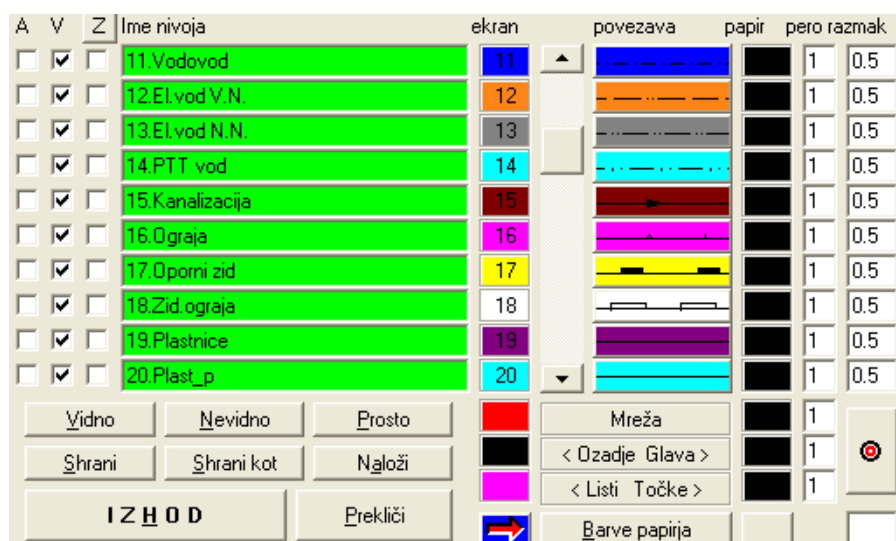 A V Z Ime nivoja ekran povezava papir pero razmak
11.Vodovod 11 1 0.5
12.El.vod V.N. 12 1 0.5
13.El.vod N.N. 13 1 0.5
14.PTT vod 14 1 0.5
15.Kanalizacija 15 1 0.5
16.Ograja 16 1 0.5
17.Oporni zid 17 1 0.5
18.Zid.ograja 18 1 0.5
19.Plastnice 19 1 0.5
20.Plast_p 20 1 0.5
Vidno Nevidno Prosto Mreža 1
Shrani Shrani kot Naloži < Ozadje Glava > 1
< Listi Točke > 1
I Z H O D Prekliči Barve papirja